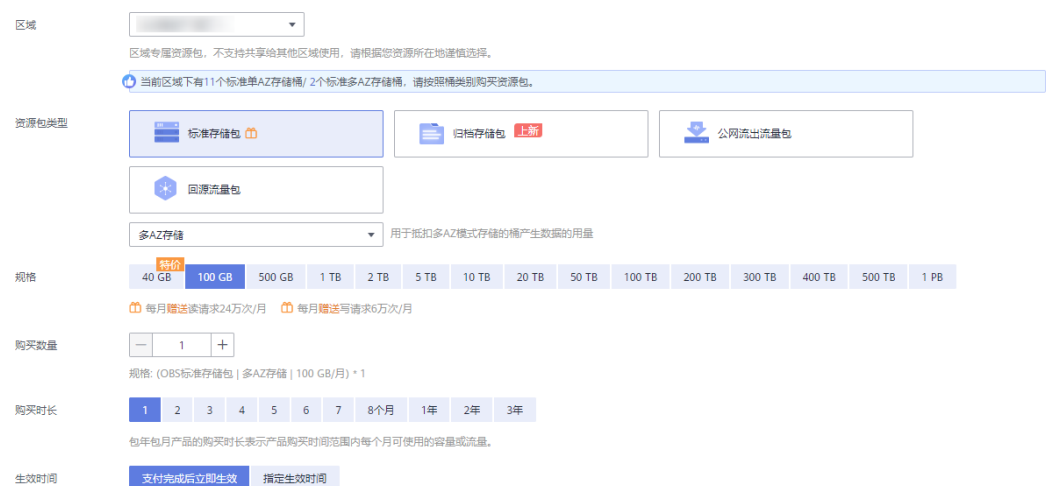 区域
区域专属资源包，不支持共享给其他区域使用，请根据您资源所在地谨慎选择。
当前区域下有11个标准单AZ存储桶/ 2个标准多AZ存储桶，请按照桶类别购买资源包。
资源包类型
标准存储包
归档存储包 上新
公网流出流量包
回源流量包
多AZ存储 用于抵扣多AZ模式存储的桶产生数据的用量
特价
规格 40 GB 100 GB 500 GB 1 TB 2 TB 5 TB 10 TB 20 TB 50 TB 100 TB 200 TB 300 TB 400 TB 500 TB 1 PB
每月赠送读请求24万次/月 每月赠送写请求6万次/月
购买数量 — 1 +
规格: (OBS标准存储包 | 多AZ存储 | 100 GB/月) * 1
购买时长 1 2 3 4 5 6 7 8个月 1年 2年 3年
包年包月产品的购买时长表示产品购买时间范围内每个月可使用的容量或流量。
生效时间 支付完成后立即生效 指定生效时间